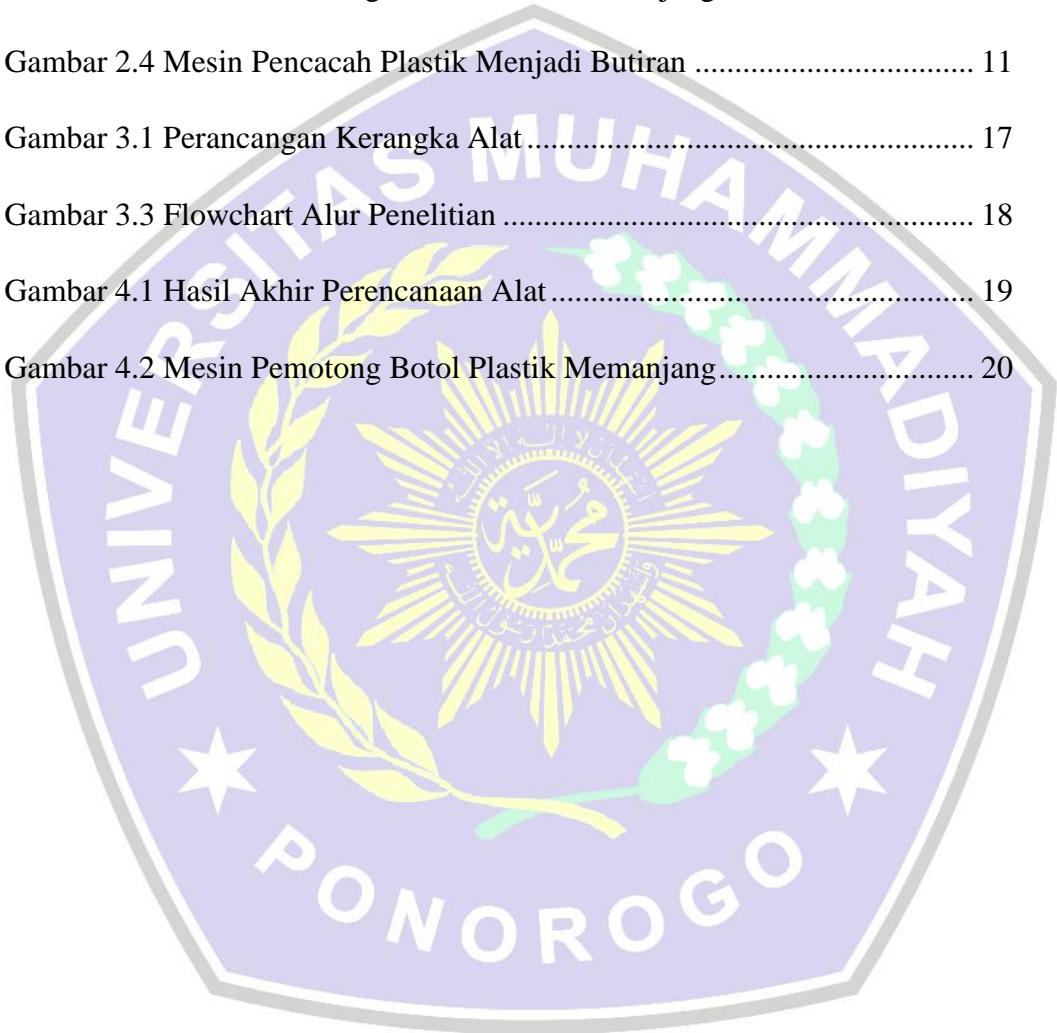 Gambar 2.4 Mesin Pencacah Plastik Menjadi Butiran ................................... 11
Gambar 3.1 Perancangan Kerangka Alat ........................................................ 17
Gambar 3.3 Flowchart Alur Penelitian ........................................................... 18
Gambar 4.1 Hasil Akhir Perencanaan Alat ..................................................... 19
Gambar 4.2 Mesin Pemotong Botol Plastik Memanjang ................................ 20
UNIVERSITAS MUHAMMADIYAH
PONOROGO
محمدية